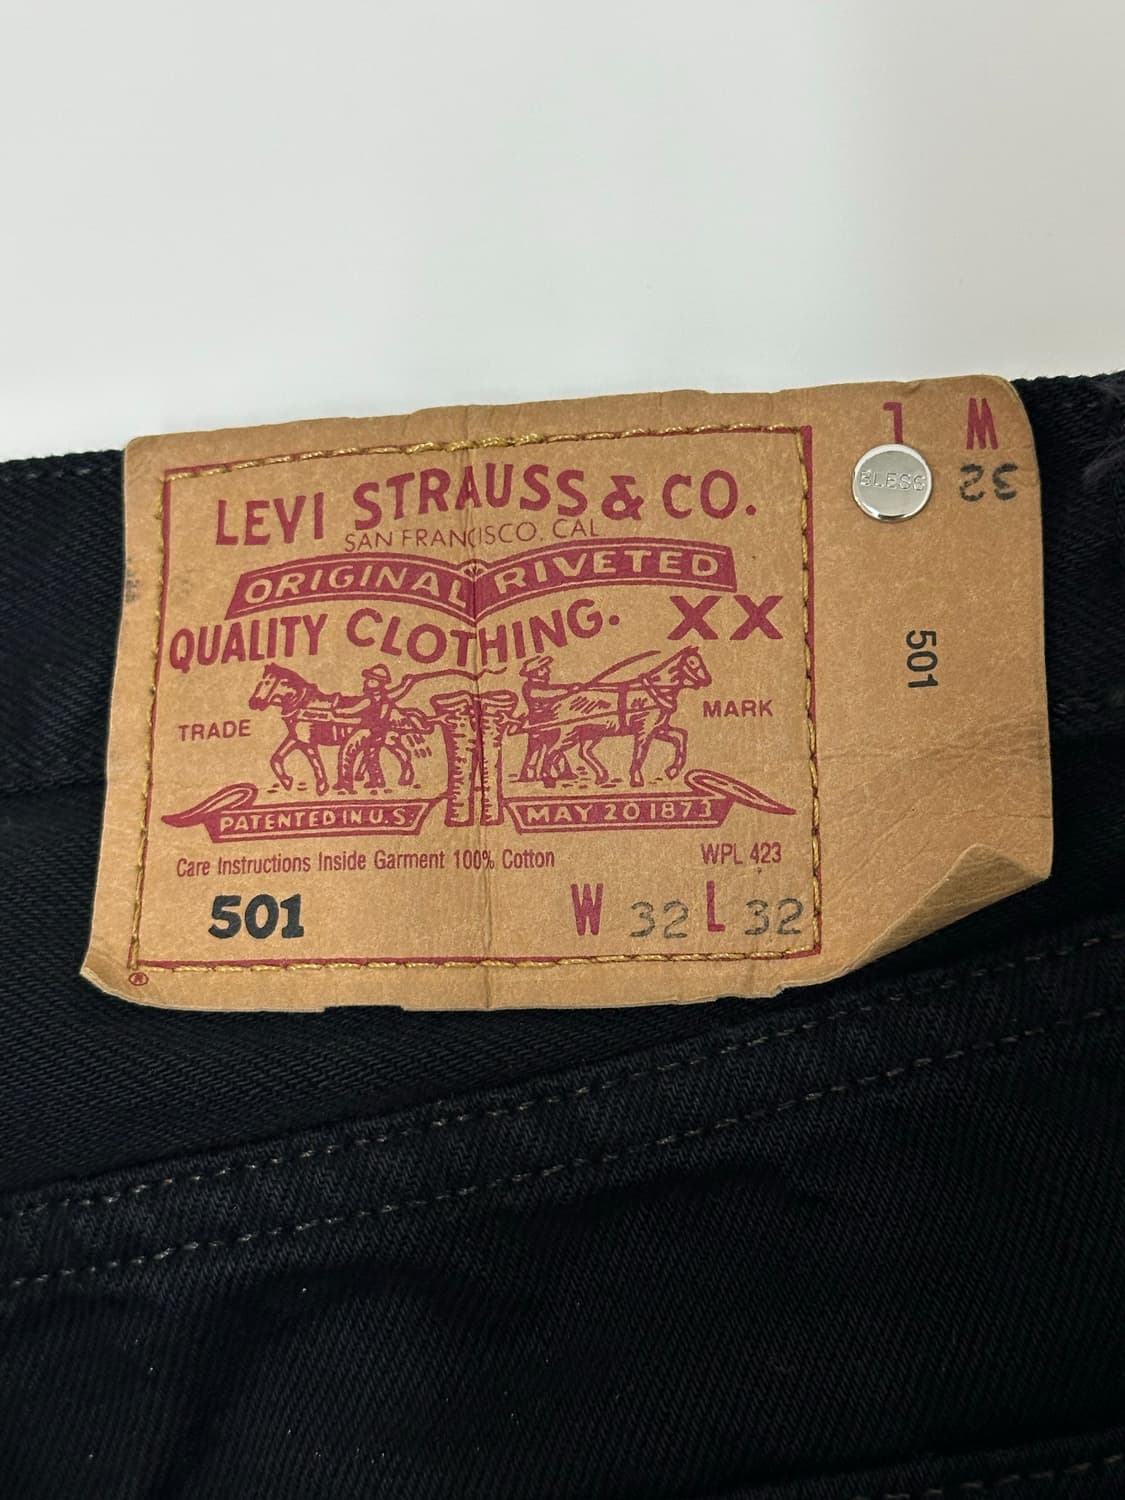 LEVI STRAUSS & CO.
SAN FRANCISCO, CAL
ORIGINAL RIVETED
QUALITY CLOTHING. XX
TRADE MARK
PATENTED IN U.S.
MAY 20 1873
Care Instructions Inside Garment 100% Cotton WPL 423
501 W 32 L 32
®
L W
32
BLESS
501